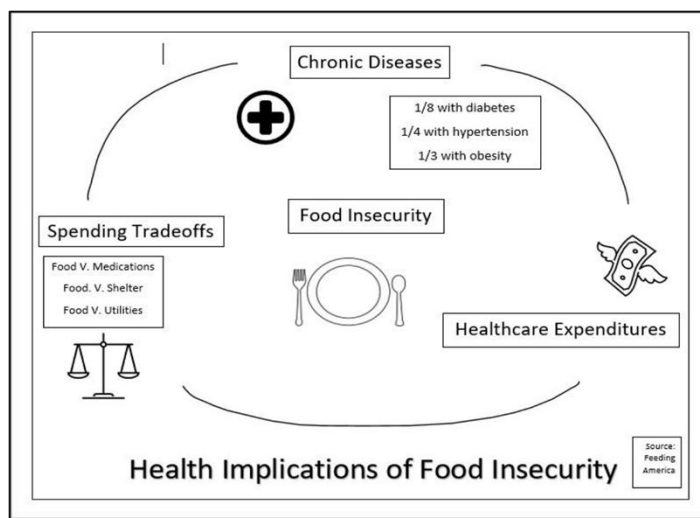 Chronic Diseases
1/8 with diabetes
1/4 with hypertension
1/3 with obesity
Food Insecurity
Spending Tradeoffs
Food V. Medications
Food. V. Shelter
Food V. Utilities
Healthcare Expenditures
Health Implications of Food Insecurity
Source:
Feeding
America